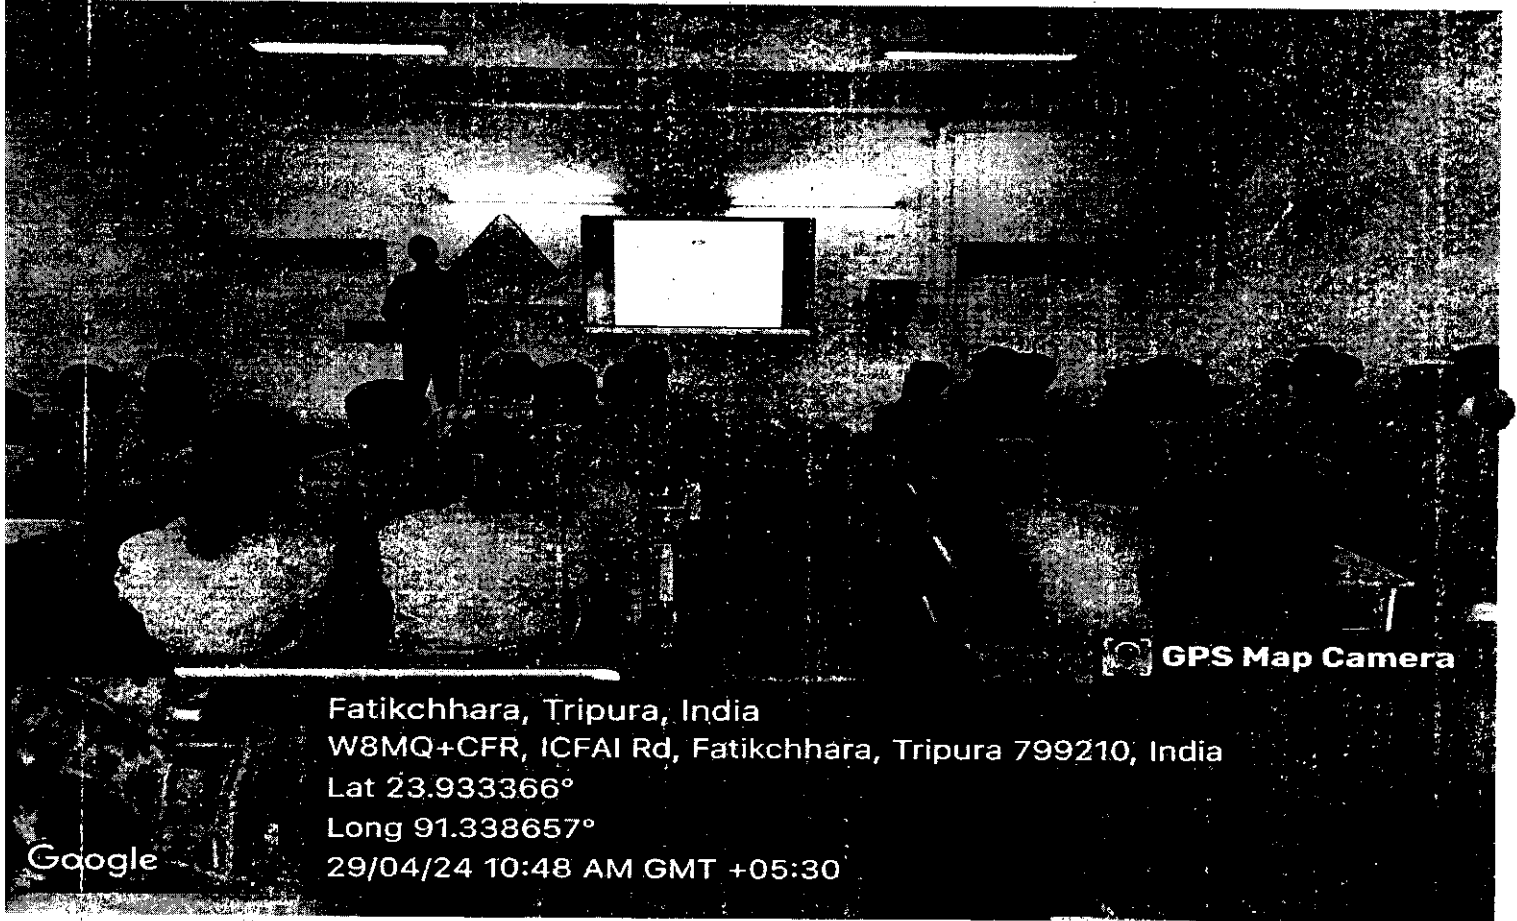 GPS Map Camera
Fatikchhara, Tripura, India
W8MQ+CFR, ICFAI Rd, Fatikchhara, Tripura 799210, India
Lat 23.933366°
Long 91.338657°
29/04/24 10:48 AM GMT +05:30
Google